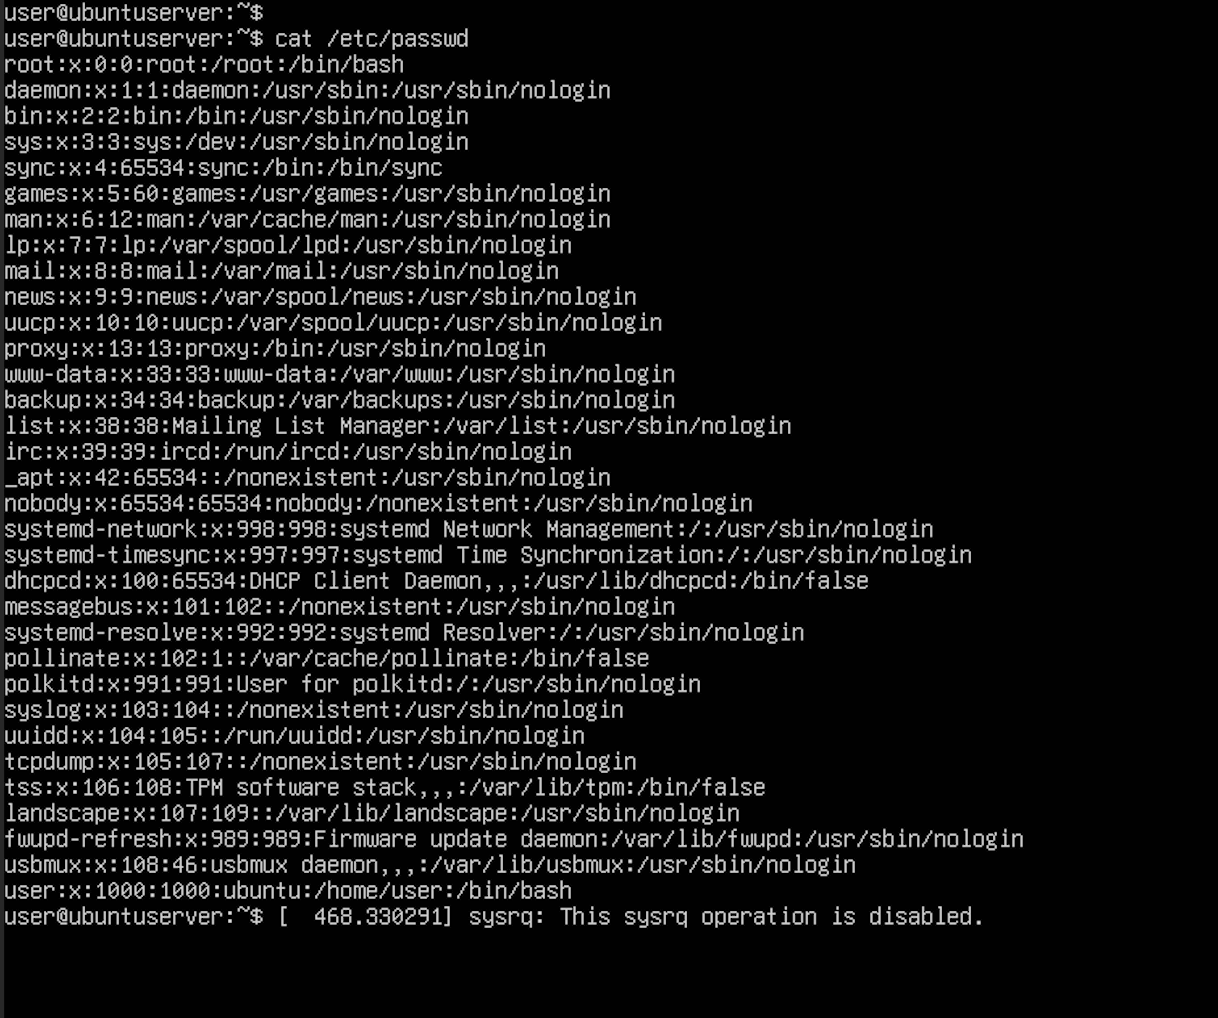 user@ubuntuserver:~$
user@ubuntuserver:~$ cat /etc/passwd
root:x:0:0:root:/root:/bin/bash
daemon:x:1:1:daemon:/usr/sbin:/usr/sbin/nologin
bin:x:2:2:bin:/bin:/usr/sbin/nologin
sys:x:3:3:sys:/dev:/usr/sbin/nologin
sync:x:4:65534:sync:/bin:/bin/sync
games:x:5:60:games:/usr/games:/usr/sbin/nologin
man:x:6:12:man:/var/cache/man:/usr/sbin/nologin
lp:x:7:7:lp:/var/spool/lpd:/usr/sbin/nologin
mail:x:8:8:mail:/var/mail:/usr/sbin/nologin
news:x:9:9:news:/var/spool/news:/usr/sbin/nologin
uucp:x:10:10:uucp:/var/spool/uucp:/usr/sbin/nologin
proxy:x:13:13:proxy:/bin:/usr/sbin/nologin
www-data:x:33:33:www-data:/var/www:/usr/sbin/nologin
backup:x:34:34:backup:/var/backups:/usr/sbin/nologin
list:x:38:38:Mailing List Manager:/var/list:/usr/sbin/nologin
irc:x:39:39:ircd:/run/ircd:/usr/sbin/nologin
_apt:x:42:65534::/nonexistent:/usr/sbin/nologin
nobody:x:65534:65534:nobody:/nonexistent:/usr/sbin/nologin
systemd-network:x:998:998:systemd Network Management:/:/usr/sbin/nologin
systemd-timesync:x:997:997:systemd Time Synchronization:/:/usr/sbin/nologin
dhcpcd:x:100:65534:DHCP Client Daemon,,,:/usr/lib/dhcpcd:/bin/false
messagebus:x:101:102::/nonexistent:/usr/sbin/nologin
systemd-resolve:x:992:992:systemd Resolver:/:/usr/sbin/nologin
pollinate:x:102:1::/var/cache/pollinate:/bin/false
polkitd:x:991:991:User for polkitd:/:/usr/sbin/nologin
syslog:x:103:104::/nonexistent:/usr/sbin/nologin
uuidd:x:104:105::/run/uuidd:/usr/sbin/nologin
tcpdump:x:105:107::/nonexistent:/usr/sbin/nologin
tss:x:106:108:TPM software stack,,,:/var/lib/tpm:/bin/false
landscape:x:107:109::/var/lib/landscape:/usr/sbin/nologin
fwupd-refresh:x:989:989:Firmware update daemon:/var/lib/fwupd:/usr/sbin/nologin
usbmux:x:108:46:usbmux daemon,,,:/var/lib/usbmux:/usr/sbin/nologin
user:x:1000:1000:ubuntu:/home/user:/bin/bash
user@ubuntuserver:~$ [  468.330291] sysrq: This sysrq operation is disabled.